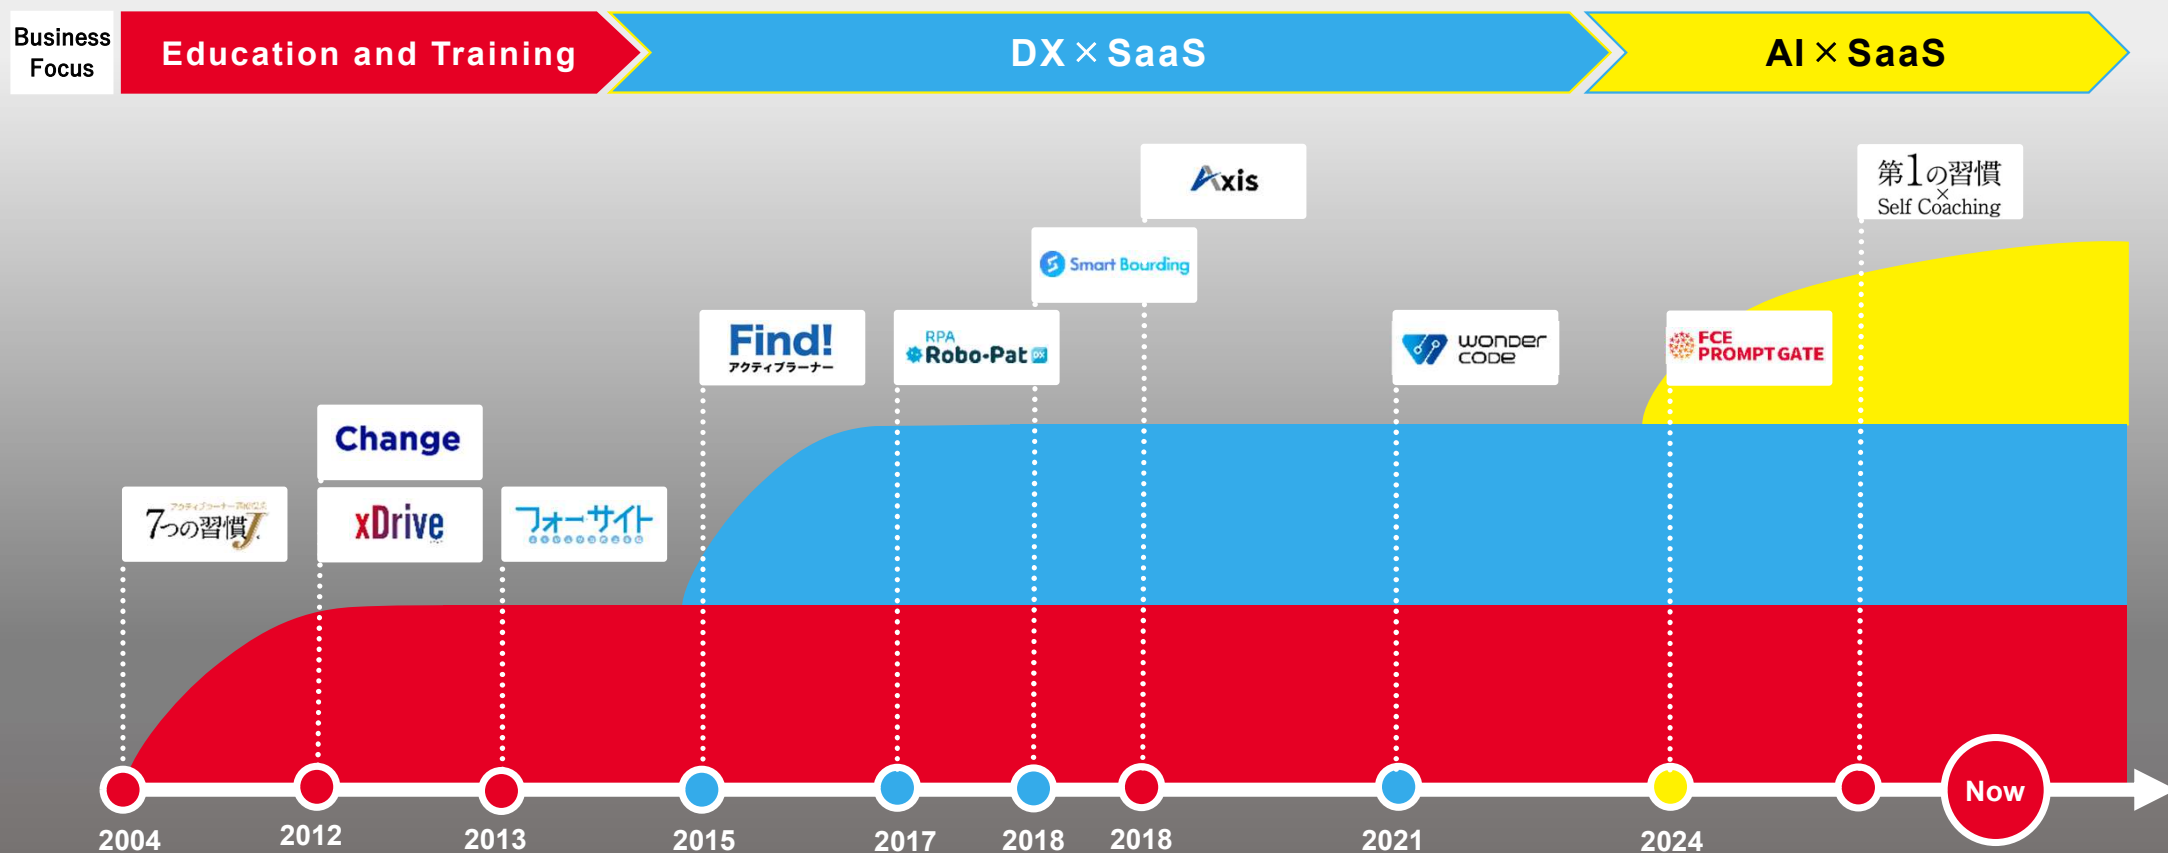 Business
Focus
Education and Training
DX×SaaS
AI×SaaS
Axis
第1の習慣
×
Self Coaching
Smart Bourding
Find!
アクティブラーナー
RPA
Robo-Pat DX
WONDER
CODE
FCE
PROMPT GATE
Change
7つの習慣J
xDrive
フォーサイト
Now
2004
2012
2013
2015
2017
2018
2018
2021
2024